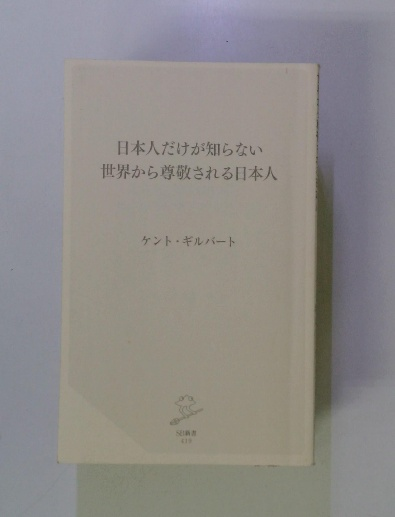 日本人だけが知らない
世界から尊敬される日本人
ケント・ギルバート
SB新書